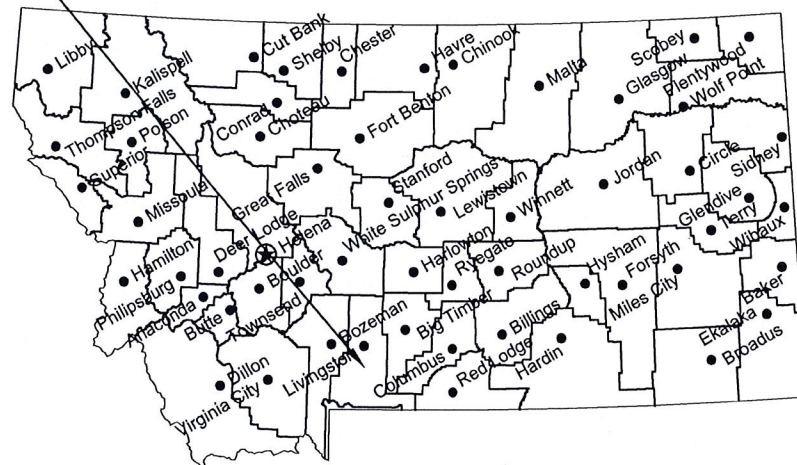 Libby
Kalispell
Cut Bank
Shelby
Chester
Havre
Chinook
Malta
Scobey
Glasgow
Plentywood
Wolf Point
Thompson Falls
Polson
Superior
Conrad
Choteau
Fort Benton
Missoula
Great Falls
Stanford
Lewistown
Winnett
Jordan
Circle
Sidney
Glendive
Terry
Wibaux
Hamilton
Philipsburg
Anaconda
Deer Lodge
Helena
Boulder
Butte
Townsend
White Sulphur Springs
Harlowton
Ryegate
Roundup
Hysham
Forsyth
Miles City
Baker
Ekalaka
Broadus
Dillon
Virginia City
Livingston
Bozeman
Big Timber
Columbus
Red Lodge
Billings
Hardin